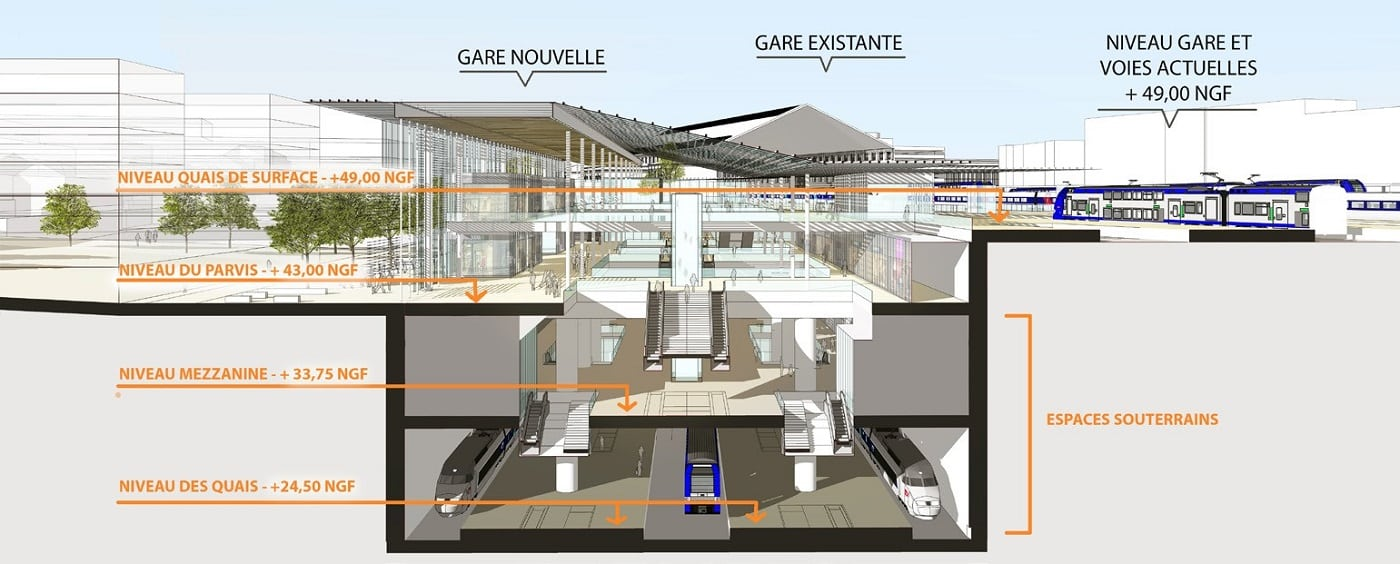 GARE NOUVELLE
GARE EXISTANTE
NIVEAU GARE ET
VOIES ACTUELLES
+ 49,00 NGF
NIVEAU QUAIS DE SURFACE - +49,00 NGF
NIVEAU DU PARVIS - + 43,00 NGF
NIVEAU MEZZANINE - + 33,75 NGF
ESPACES SOUTERRAINS
NIVEAU DES QUAIS - +24,50 NGF